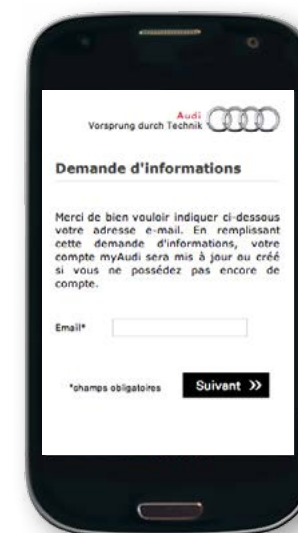 Audi
Vorsprung durch Technik
Demande d'informations
Merci de bien vouloir indiquer ci-dessous
votre adresse e-mail. En remplissant
cette demande d'informations, votre
compte myAudi sera mis à jour ou créé
si vous ne possédez pas encore de
compte.
Email*
*champs obligatoires
Suivant »